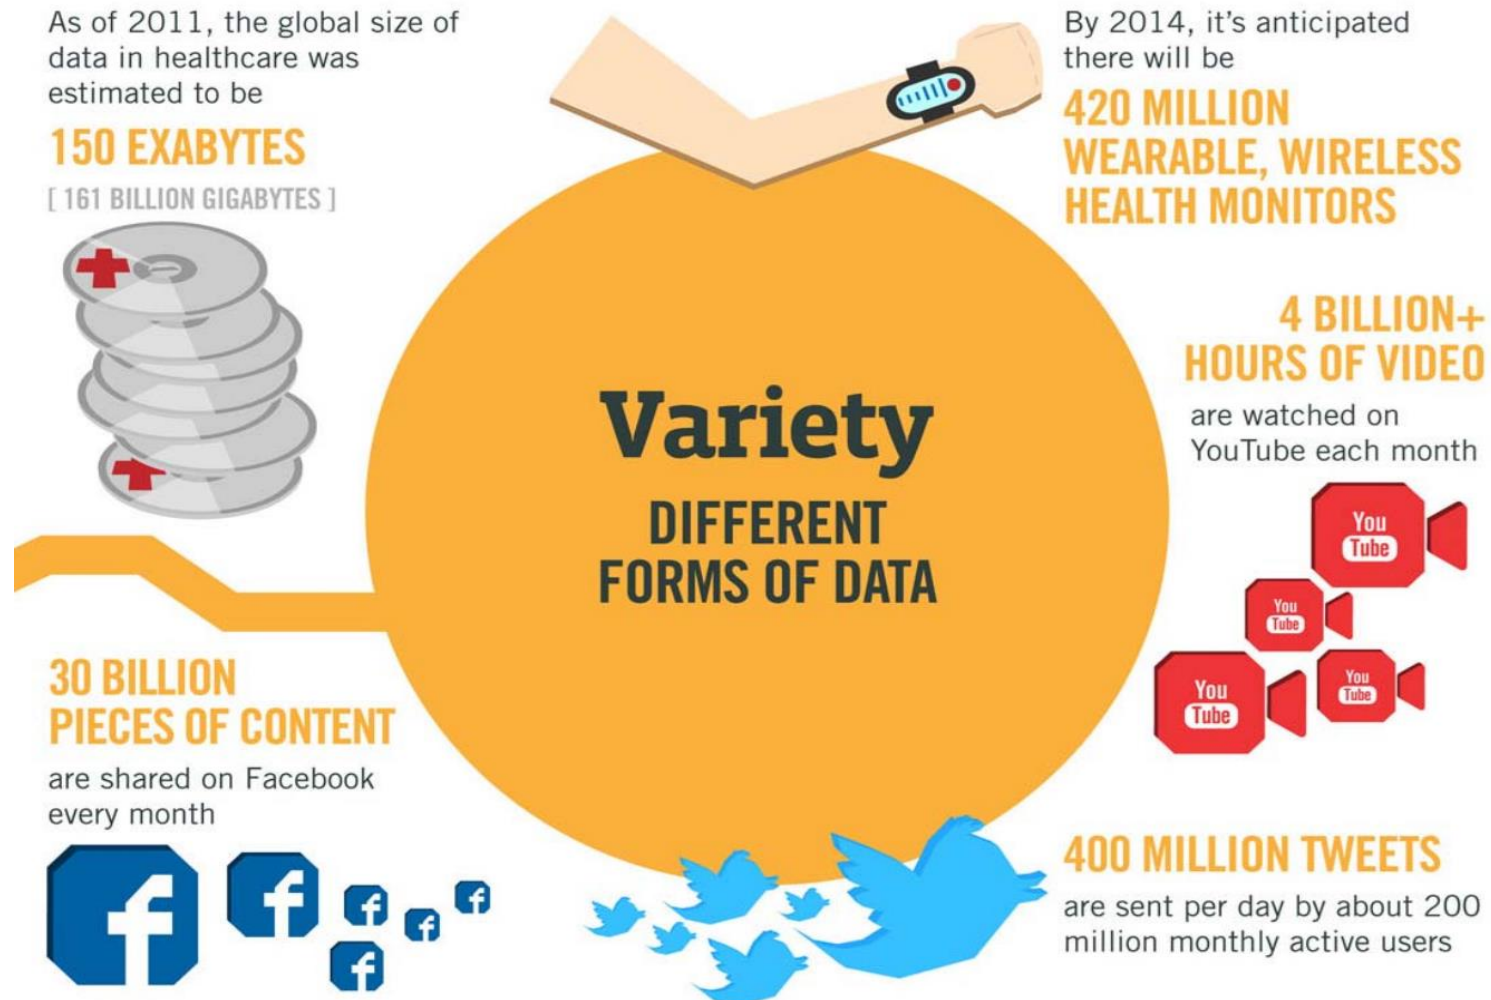 As of 2011, the global size of
data in healthcare was
estimated to be
150 EXABYTES
[ 161 BILLION GIGABYTES ]
By 2014, it's anticipated
there will be
420 MILLION
WEARABLE, WIRELESS
HEALTH MONITORS
4 BILLION+
HOURS OF VIDEO
are watched on
YouTube each month
You
Tube
You
Tube
You
Tube
You
Tube
Variety
DIFFERENT
FORMS OF DATA
30 BILLION
PIECES OF CONTENT
are shared on Facebook
every month
f
f
f
f
f
f
400 MILLION TWEETS
are sent per day by about 200
million monthly active users